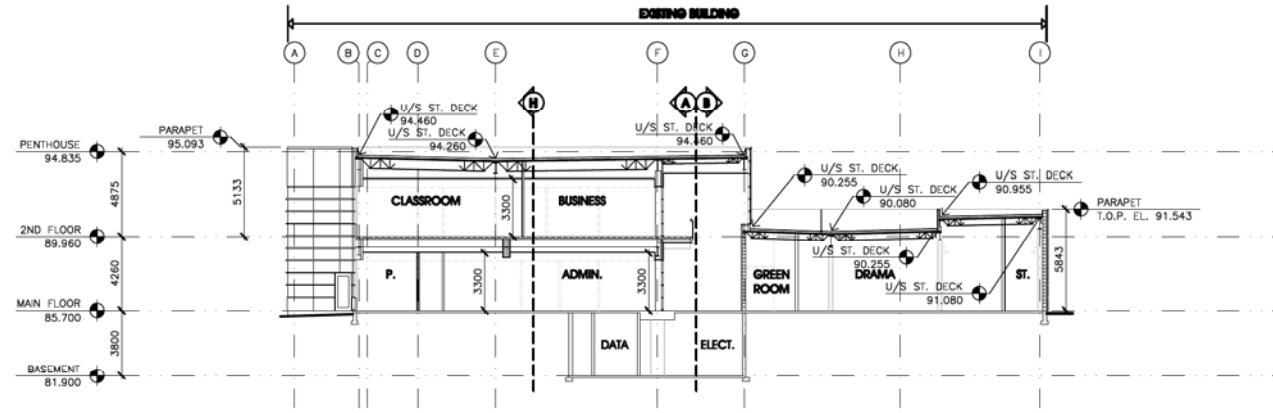 EXISTING BUILDING
A B C D E F G H I
H A B
U/S ST. DECK
94.460
U/S ST. DECK
94.260
U/S ST. DECK
94.460
PARAPET
95.093
PENTHOUSE
94.835
U/S ST. DECK
90.255
U/S ST. DECK
90.955
U/S ST. DECK
90.080
PARAPET
T.O.P. EL. 91.543
4875
5133
CLASSROOM
3300
BUSINESS
2ND FLOOR
89.960
U/S ST. DECK
90.255
4260
P.
3300
ADMIN.
3300
GREEN
ROOM
DRAMA
U/S ST. DECK
91.080
ST.
5843
MAIN FLOOR
85.700
3800
DATA
ELECT.
BASEMENT
81.900